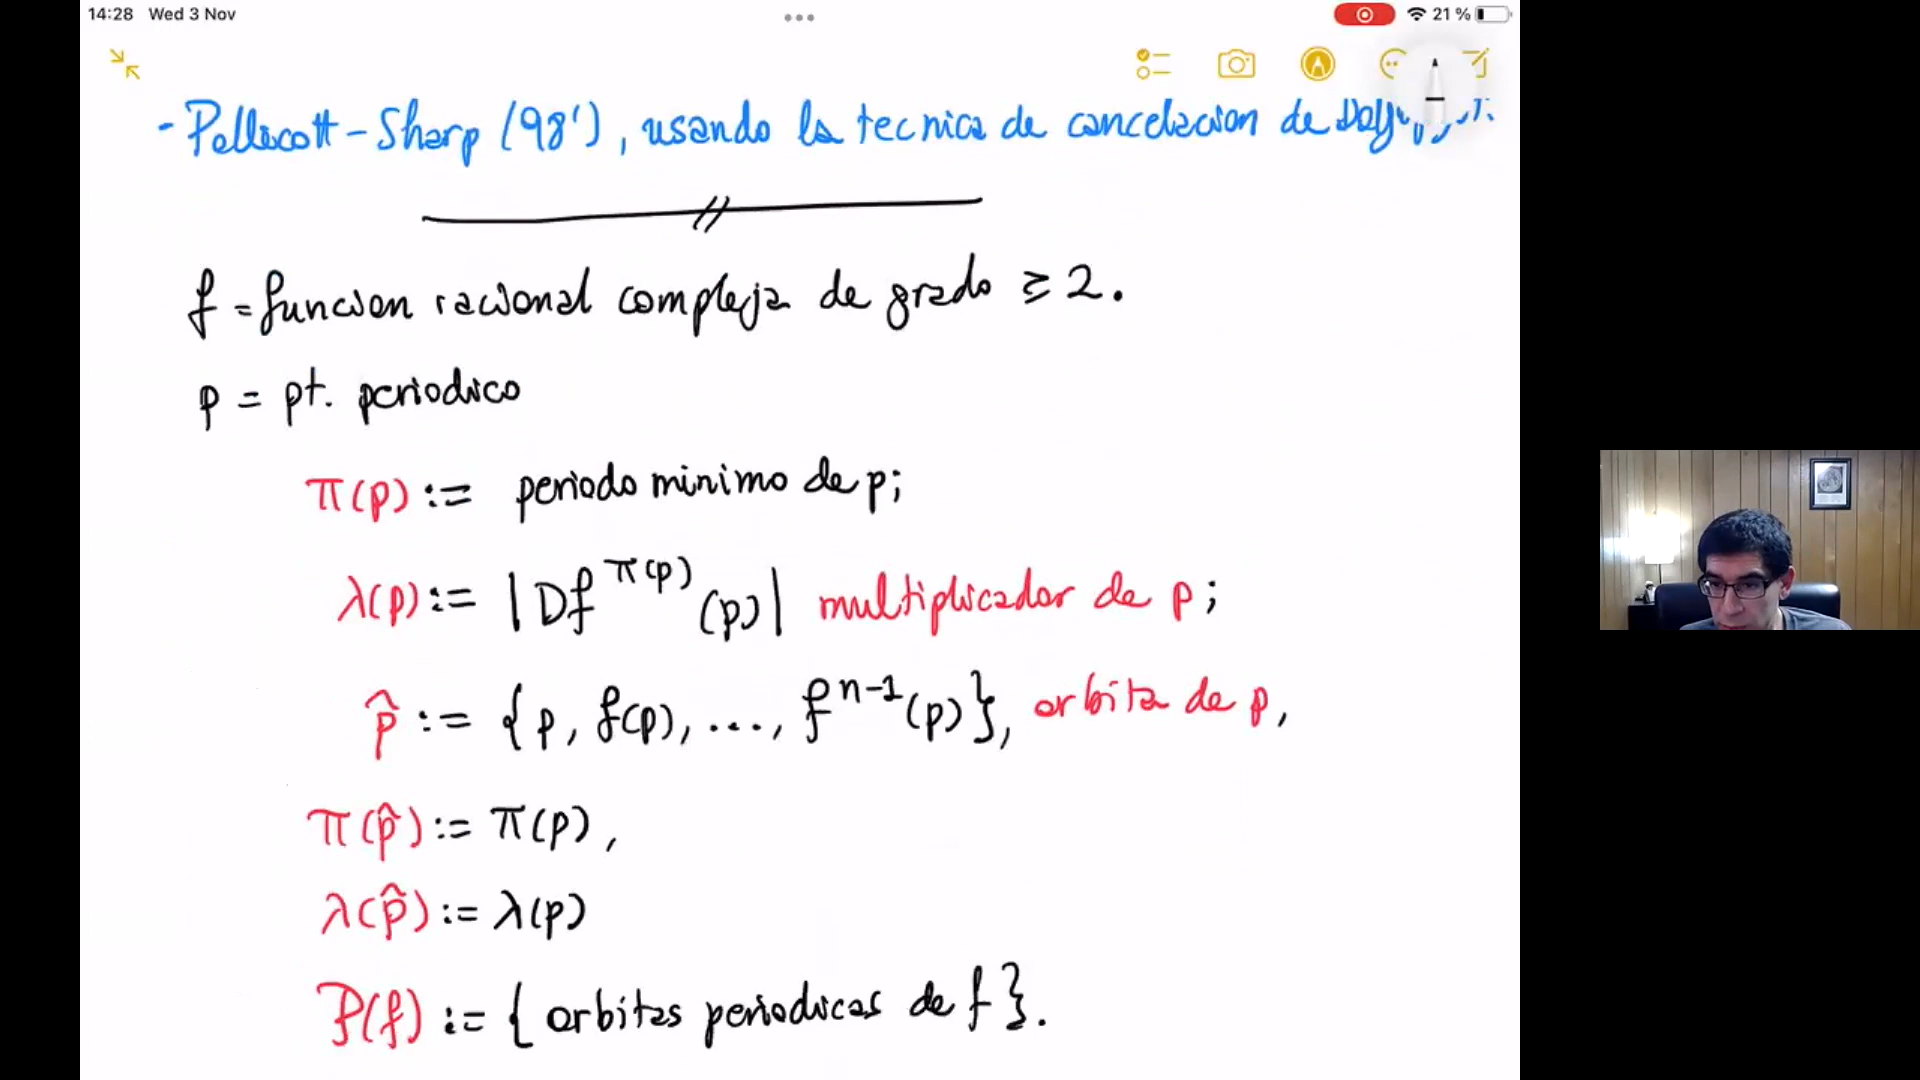 14:28 Wed 3 Nov
21 %
- Pollicott - Sharp (98'), usando la tecnica de cancelacion de
f = funcion racional compleja de grado ≥ 2.
p = pt. periodico
π(p) := periodo minimo de p;
λ(p) := |Df^π(p) (p)| multiplicador de p;
p̂ := {p, f(p), ..., f^n-1(p)}, orbita de p,
π(p̂) := π(p),
λ(p̂) := λ(p)
P(f) := { orbitas periodicas de f }.